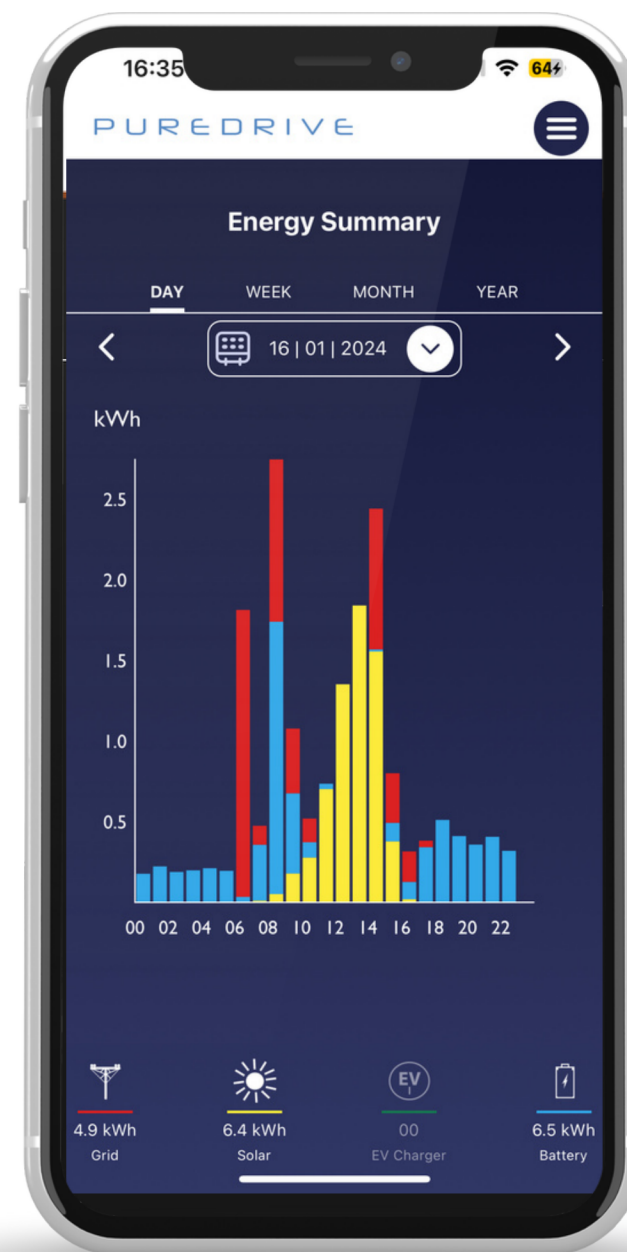 16:35
64
PUREDRIVE
Energy Summary
DAY WEEK MONTH YEAR
16 | 01 | 2024
kWh
2.5
2.0
1.5
1.0
0.5
00 02 04 06 08 10 12 14 16 18 20 22
EV
4.9 kWh 6.4 kWh 00 6.5 kWh
Grid Solar EV Charger Battery